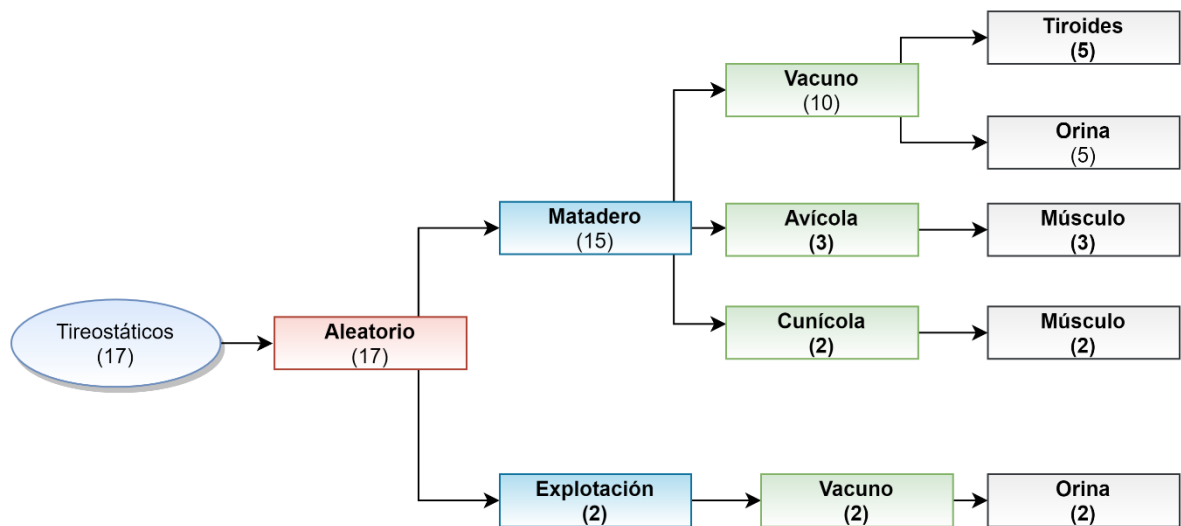 Tireostáticos
(17)
Aleatorio
(17)
Matadero
(15)
Vacuno
(10)
Tiroides
(5)
Orina
(5)
Avícola
(3)
Músculo
(3)
Cunícola
(2)
Músculo
(2)
Explotación
(2)
Vacuno
(2)
Orina
(2)